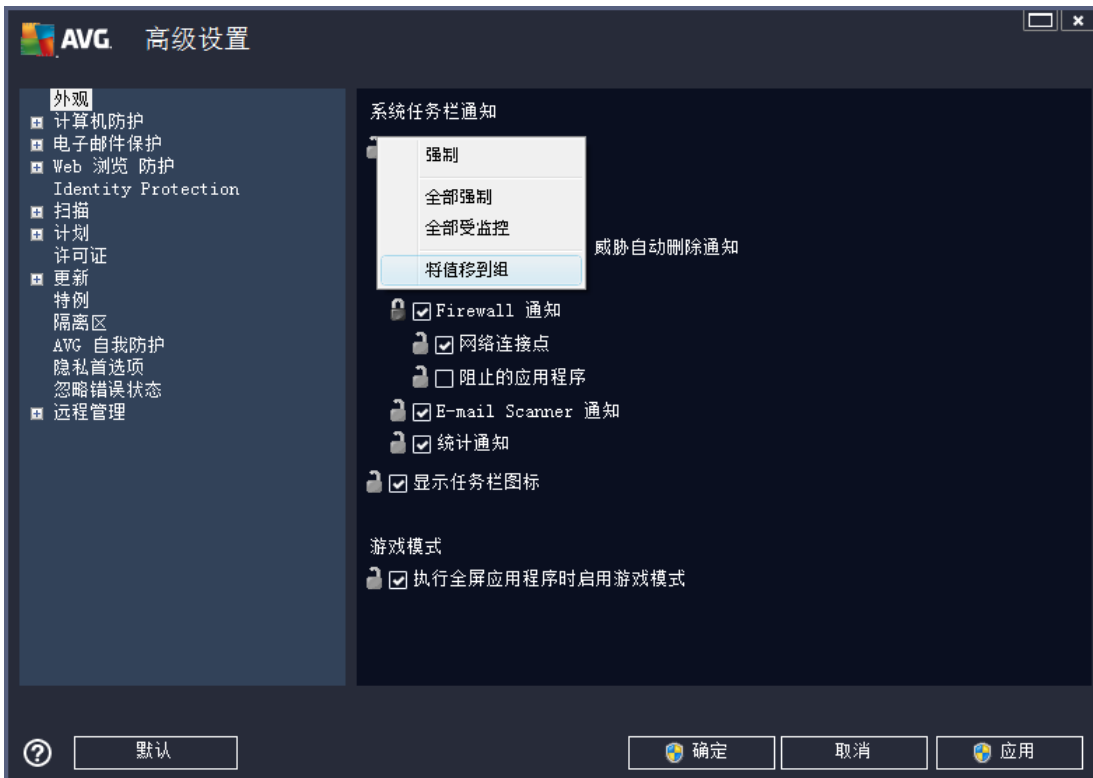 AVG. 高级设置
外观
计算机防护
电子邮件保护
Web 浏览 防护
Identity Protection
扫描
计划
许可证
更新
特例
隔离区
AVG 自我防护
隐私首选项
忽略错误状态
远程管理
系统任务栏通知
强制
全部强制
全部受监控
将值移到组
威胁自动删除通知
Firewall 通知
网络连接点
阻止的应用程序
E-mail Scanner 通知
统计通知
显示任务栏图标
游戏模式
执行全屏应用程序时启用游戏模式
默认
确定
取消
应用